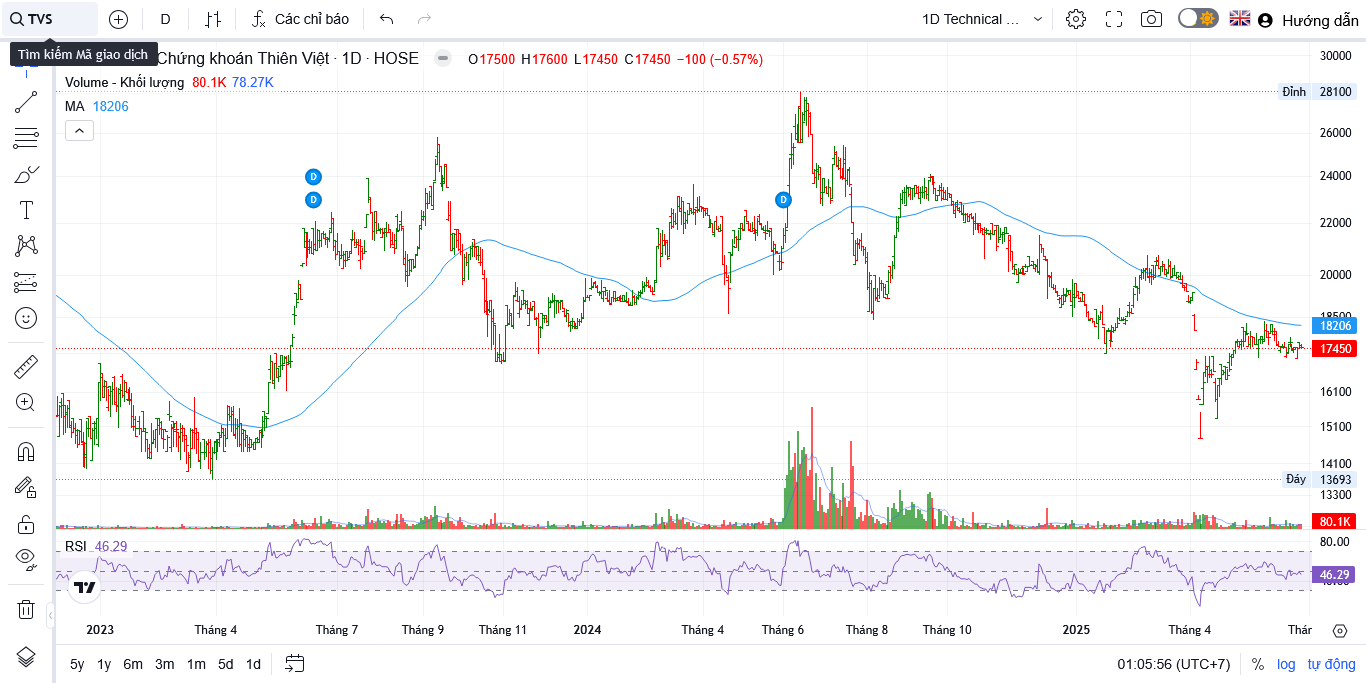 TVS
D
Các chỉ báo
1D Technical ...
Hướng dẫn
Tìm kiếm Mã giao dịch
Chứng khoán Thiên Việt · 1D · HOSE
O17500 H17600 L17450 C17450 −100 (−0.57%)
Volume - Khối lượng 80.1K 78.27K
MA 18206
30000
Đỉnh 28100
26000
24000
22000
20000
18500
18206
17450
16100
15100
14100
Đáy 13693
13300
80.1K
D
D
D
RSI 46.29
80.00
46.29
2023 Tháng 4 Tháng 7 Tháng 9 Tháng 11 2024 Tháng 4 Tháng 6 Tháng 8 Tháng 10 2025 Tháng 4 Thár
5y 1y 6m 3m 1m 5d 1d
01:05:56 (UTC+7) % log tự động